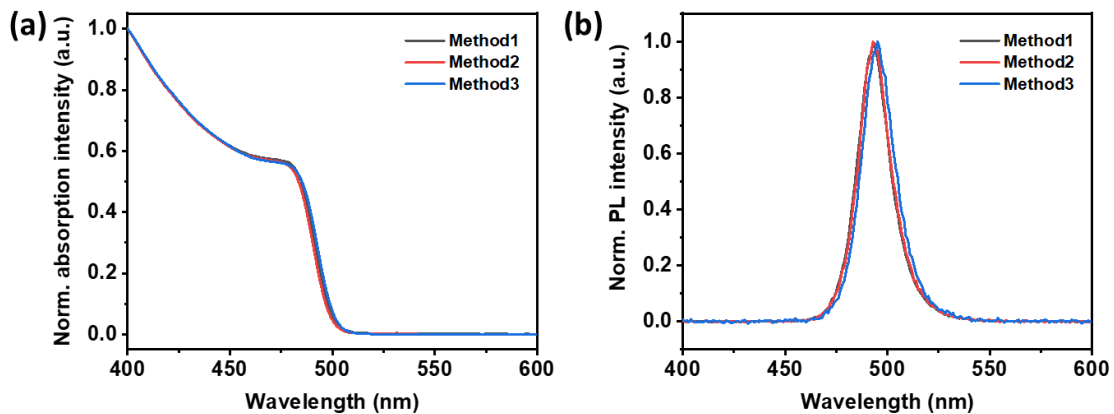 (a)
Norm. absorption intensity (a.u.)
1.0
0.8
0.6
0.4
0.2
0.0
Method1
Method2
Method3
400
450
500
550
600
Wavelength (nm)
(b)
Norm. PL intensity (a.u.)
1.0
0.8
0.6
0.4
0.2
0.0
Method1
Method2
Method3
400
450
500
550
600
Wavelength (nm)